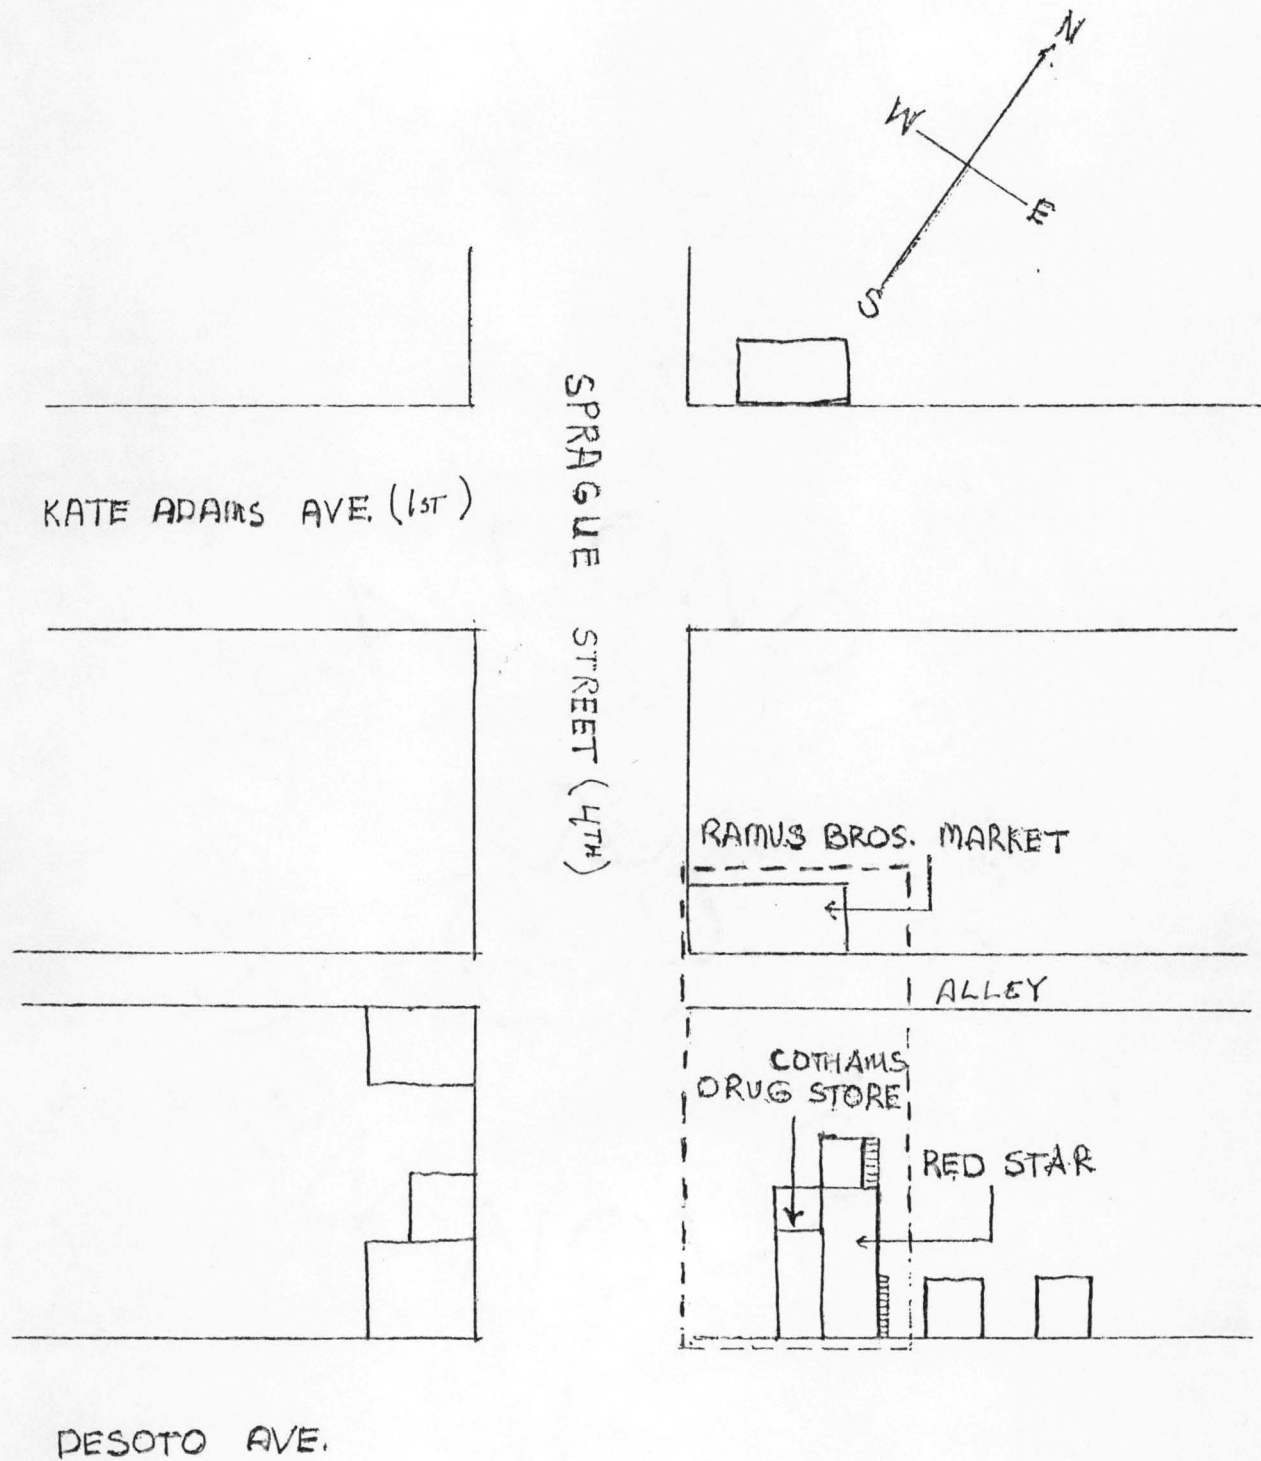 N
W
E
S
SPRAGUE STREET (4TH)
KATE ADAMS AVE. (1ST)
RAMUS BROS. MARKET
ALLEY
COTHAMS
DRUG STORE
RED STAR
DESOTO AVE.